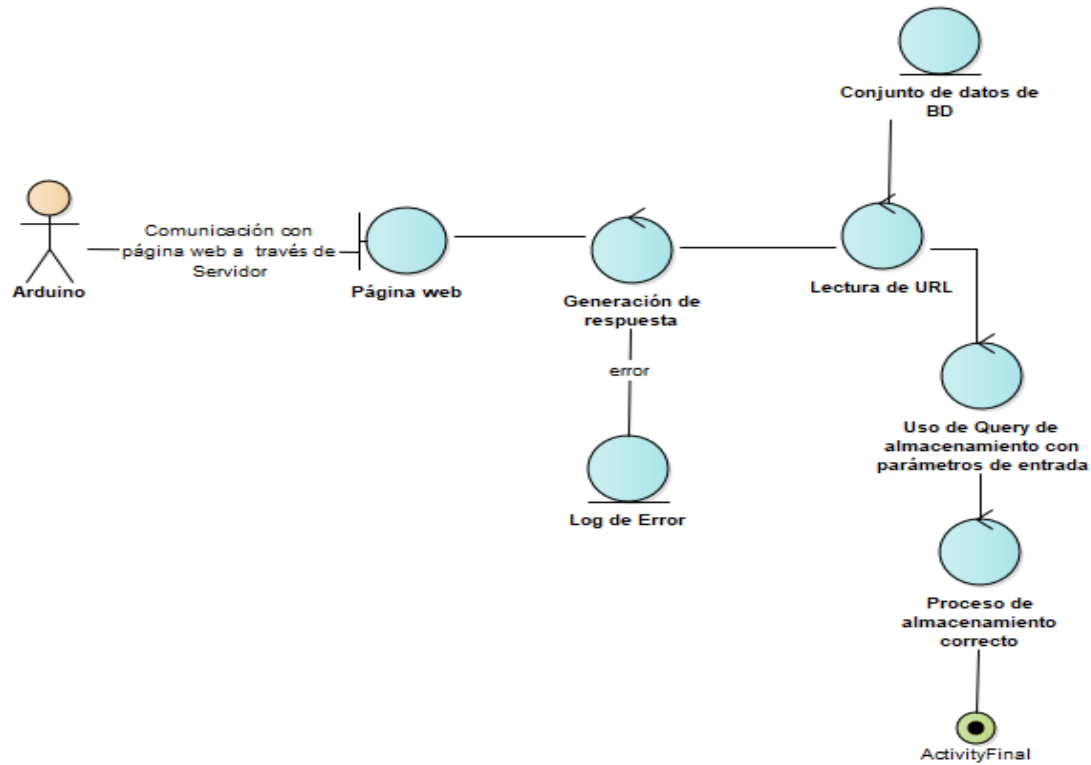 Conjunto de datos de
BD
Comunicación con
página web a través de
Servidor
Arduino
Página web
Generación de
respuesta
Lectura de URL
error
Log de Error
Uso de Query de
almacenamiento con
parámetros de entrada
Proceso de
almacenamiento
correcto
ActivityFinal